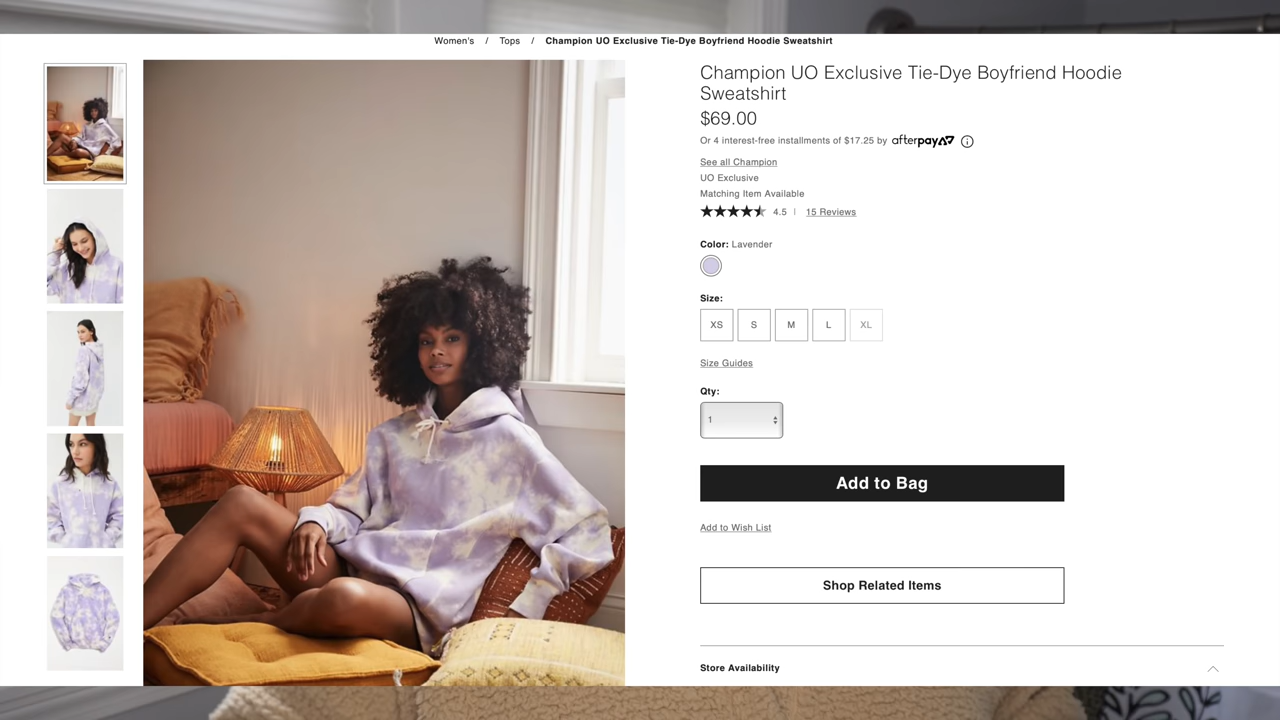 Women's / Tops / Champion UO Exclusive Tie-Dye Boyfriend Hoodie Sweatshirt
Champion UO Exclusive Tie-Dye Boyfriend Hoodie
Sweatshirt
$69.00
Or 4 interest-free installments of $17.25 by afterpay
See all Champion
UO Exclusive
Matching Item Available
4.5 | 15 Reviews
Color: Lavender
Size:
XS S M L XL
Size Guides
Qty:
1
Add to Bag
Add to Wish List
Shop Related Items
Store Availability